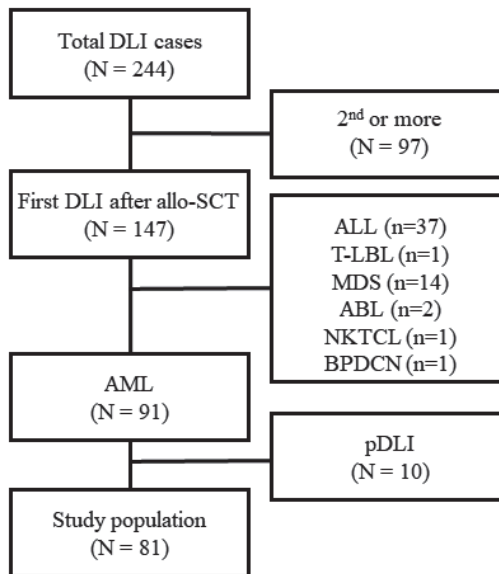 Total DLI cases
(N = 244)
2nd or more
(N = 97)
First DLI after allo-SCT
(N = 147)
ALL (n=37)
T-LBL (n=1)
MDS (n=14)
ABL (n=2)
NKTCL (n=1)
BPDCN (n=1)
AML
(N = 91)
pDLI
(N = 10)
Study population
(N = 81)